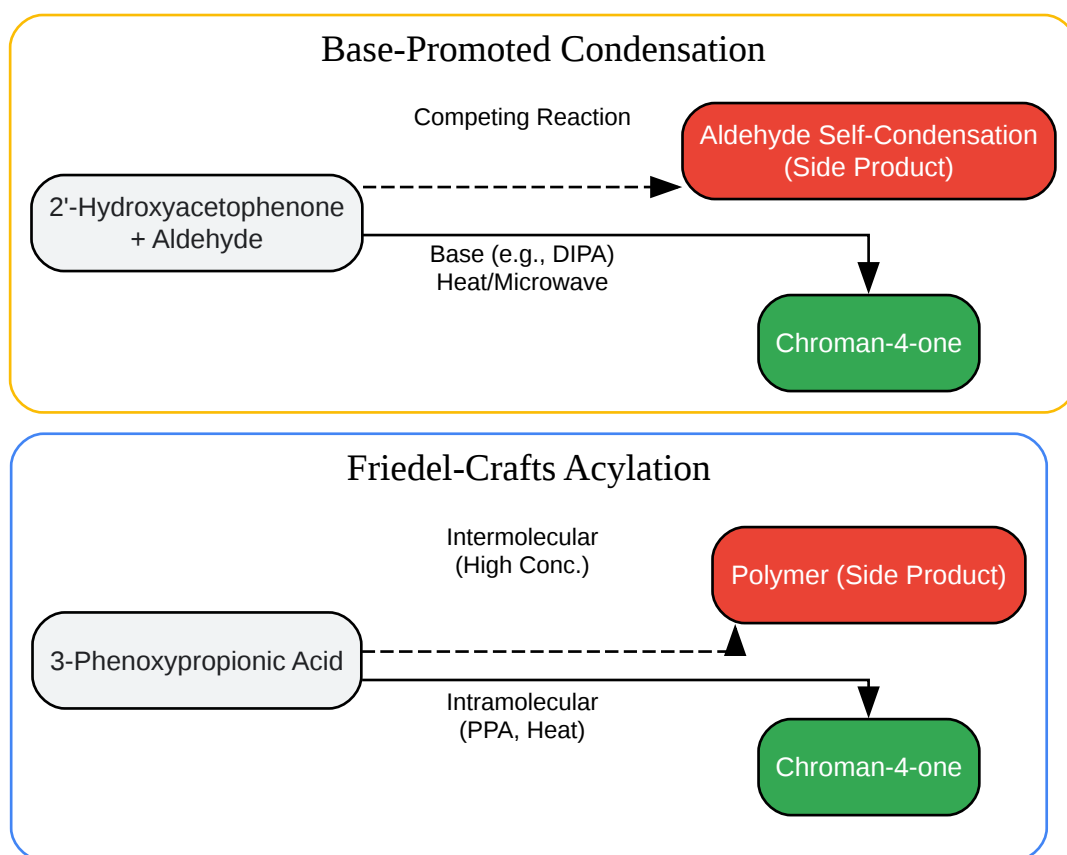 Base-Promoted Condensation
Competing Reaction
Aldehyde Self-Condensation
(Side Product)
2'-Hydroxyacetophenone
+ Aldehyde
Base (e.g., DIPA)
Heat/Microwave
Chroman-4-one
Friedel-Crafts Acylation
Intermolecular
(High Conc.)
Polymer (Side Product)
3-Phenoxypropionic Acid
Intramolecular
(PPA, Heat)
Chroman-4-one